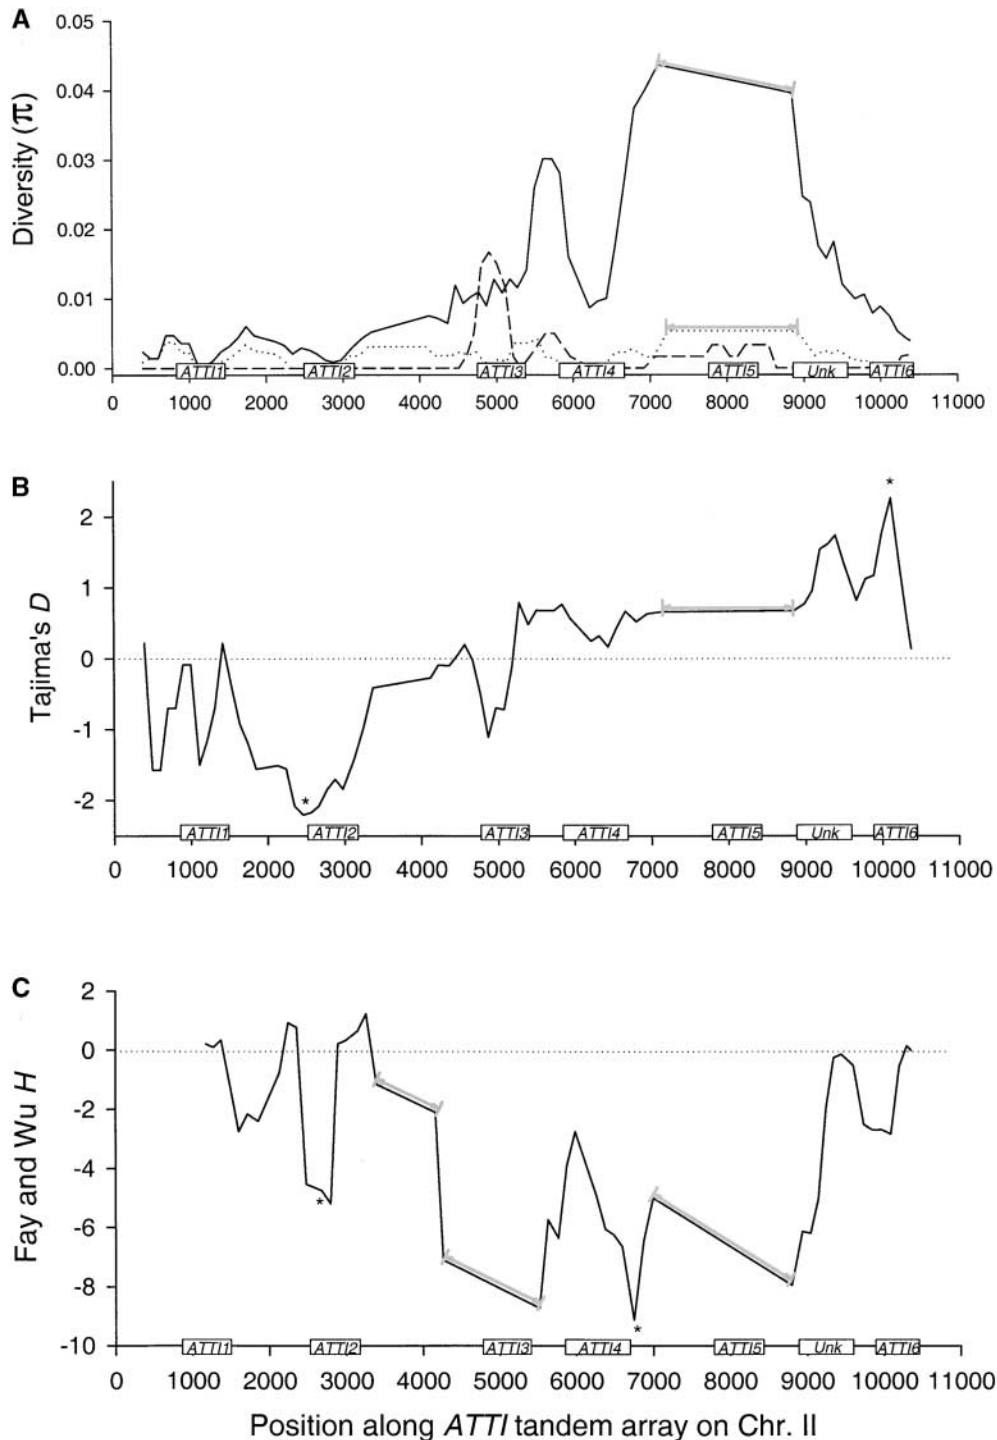 A
Diversity (π)
0.05
0.04
0.03
0.02
0.01
0.00
ATTI1 ATTI2 ATTI3 ATTI4 ATTI5 Unk ATTI6
0 1000 2000 3000 4000 5000 6000 7000 8000 9000 10000 11000
B
Tajima's D
2
1
0
-1
-2
*
*
ATTI1 ATTI2 ATTI3 ATTI4 ATTI5 Unk ATTI6
0 1000 2000 3000 4000 5000 6000 7000 8000 9000 10000 11000
C
Fay and Wu H
2
0
-2
-4
-6
-8
-10
*
*
ATTI1 ATTI2 ATTI3 ATTI4 ATTI5 Unk ATTI6
0 1000 2000 3000 4000 5000 6000 7000 8000 9000 10000 11000
Position along ATTI tandem array on Chr. II